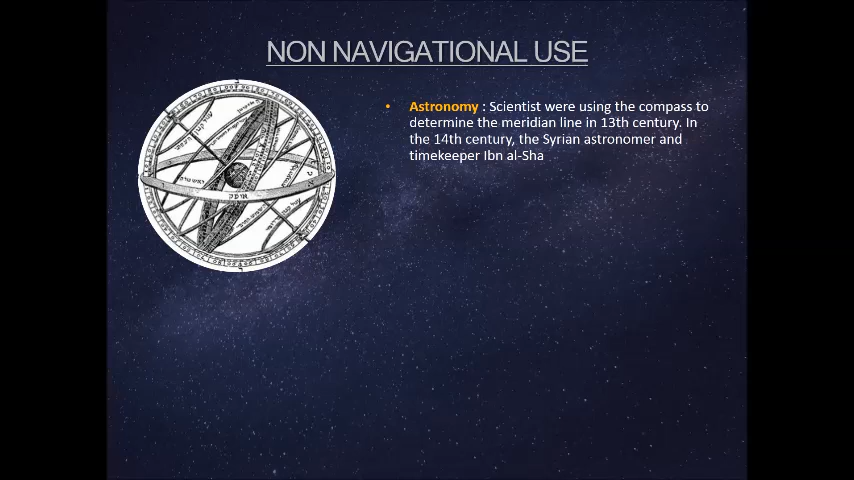 NON NAVIGATIONAL USE
• Astronomy : Scientist were using the compass to
determine the meridian line in 13th century. In
the 14th century, the Syrian astronomer and
timekeeper Ibn al-Sha
אופק